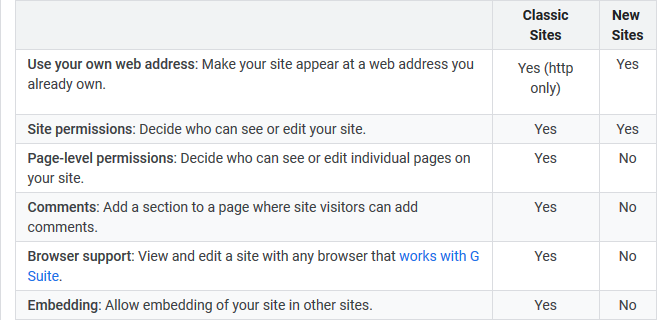 Classic Sites
New Sites
Use your own web address: Make your site appear at a web address you
already own.
Yes (http only)
Yes
Site permissions: Decide who can see or edit your site.
Yes
Yes
Page-level permissions: Decide who can see or edit individual pages on
your site.
Yes
No
Comments: Add a section to a page where site visitors can add
comments.
Yes
No
Browser support: View and edit a site with any browser that works with G
Suite.
Yes
No
Embedding: Allow embedding of your site in other sites.
Yes
No